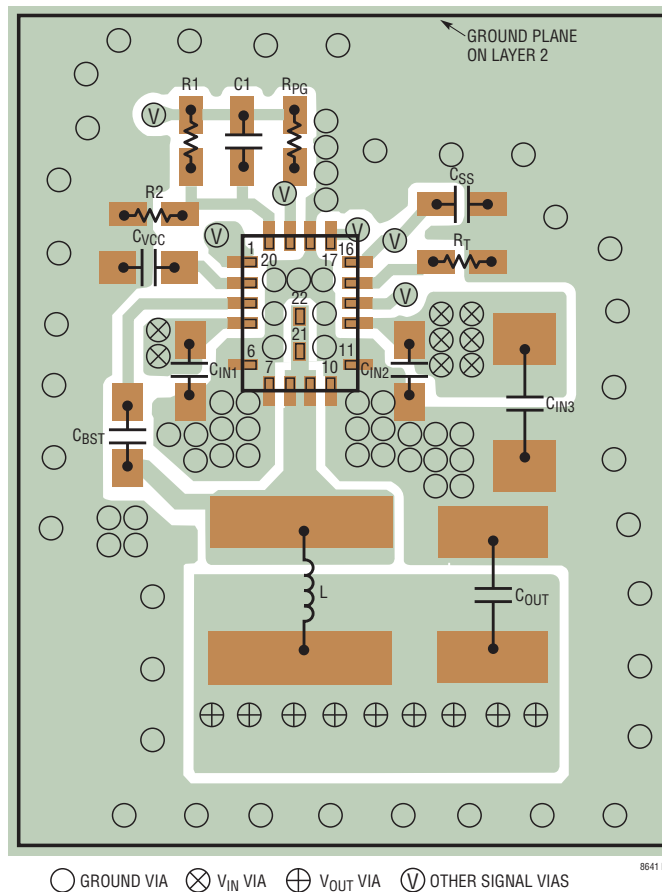 GROUND PLANE
ON LAYER 2
R1
C1
RPG
R2
CSS
CVCC
RT
1
20
17
16
22
21
6
7
10
11
CIN1
CIN2
CIN3
CBST
L
COUT
V
V
V
V
V
V
GROUND VIA
VIN VIA
VOUT VIA
V OTHER SIGNAL VIAS
8641